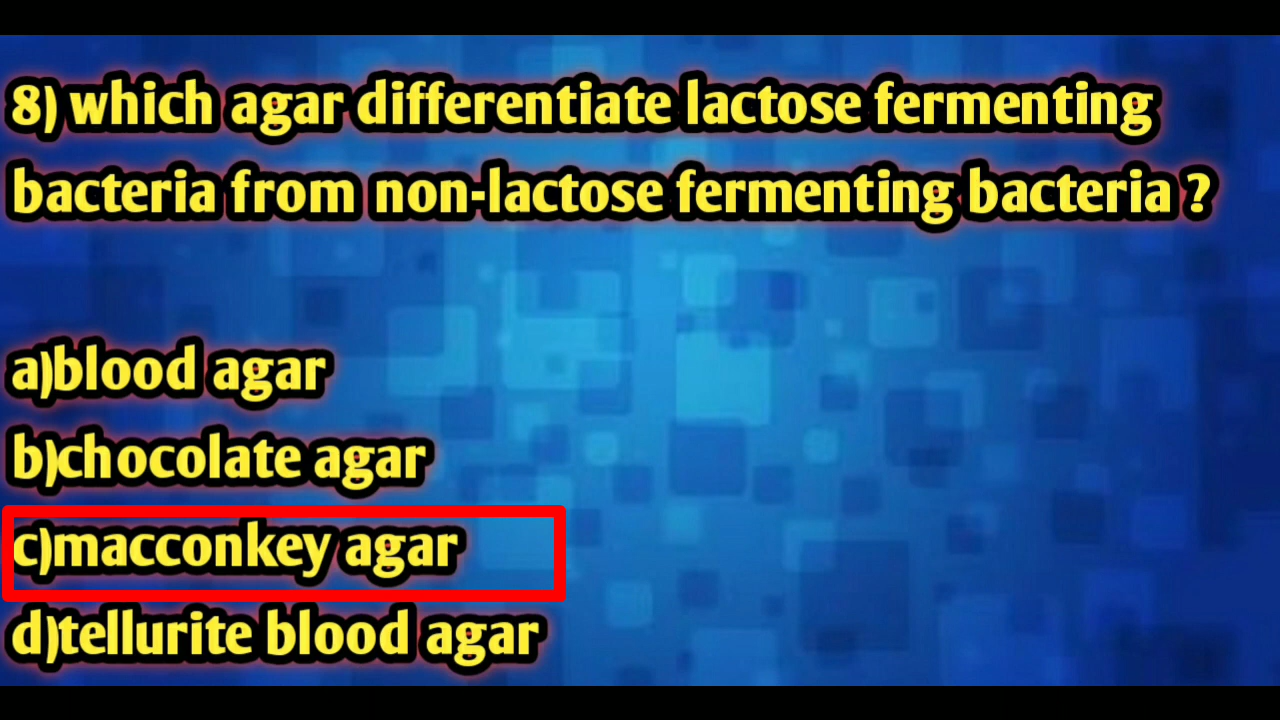 8) which agar differentiate lactose fermenting
bacteria from non-lactose fermenting bacteria ?
a)blood agar
b)chocolate agar
c)macconkey agar
d)tellurite blood agar